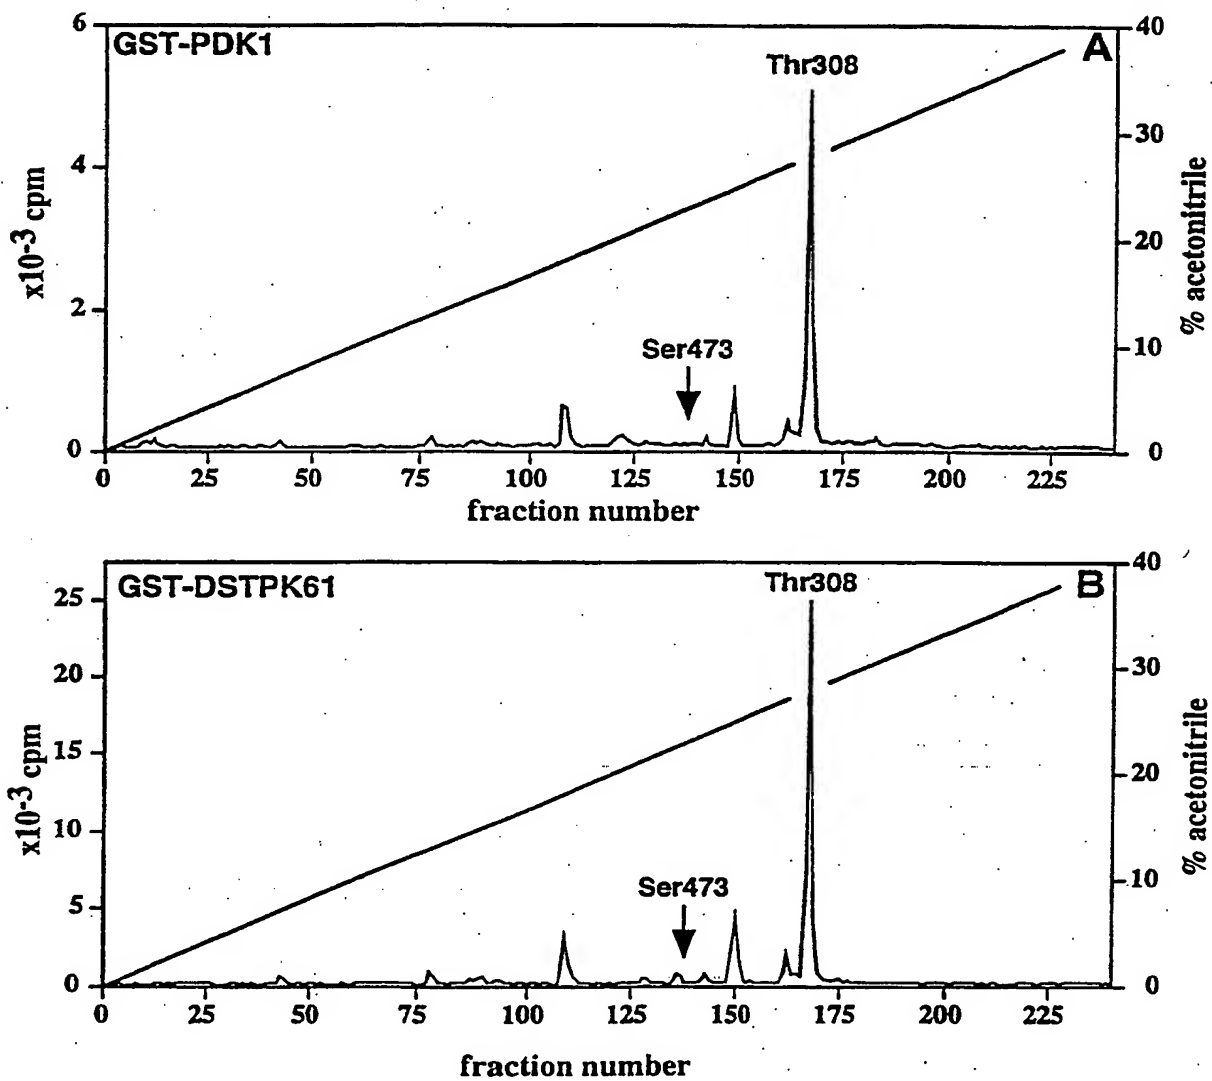 GST-PDK1
A
Thr308
Ser473
6
4
2
0
x10-3 cpm
40
30
20
10
0
% acetonitrile
0 25 50 75 100 125 150 175 200 225
fraction number
GST-DSTPK61
B
Thr308
Ser473
25
20
15
10
5
0
x10-3 cpm
40
30
20
10
0
% acetonitrile
0 25 50 75 100 125 150 175 200 225
fraction number